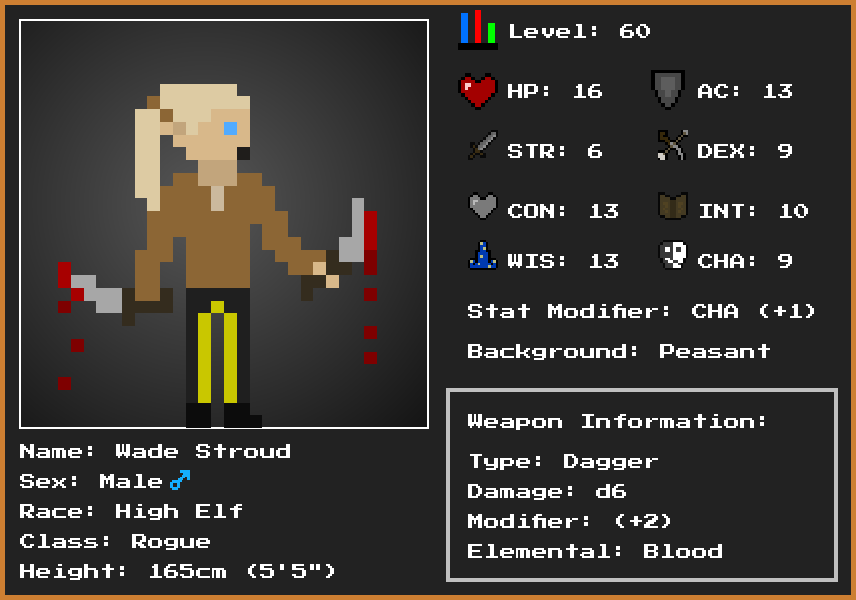 Level: 60
HP: 16 AC: 13
STR: 6 DEX: 9
CON: 13 INT: 10
WIS: 13 CHA: 9
Stat Modifier: CHA (+1)
Background: Peasant
Weapon Information:
Type: Dagger
Damage: d6
Modifier: (+2)
Elemental: Blood
Name: Wade Stroud
Sex: Male ♂
Race: High Elf
Class: Rogue
Height: 165cm (5'5")